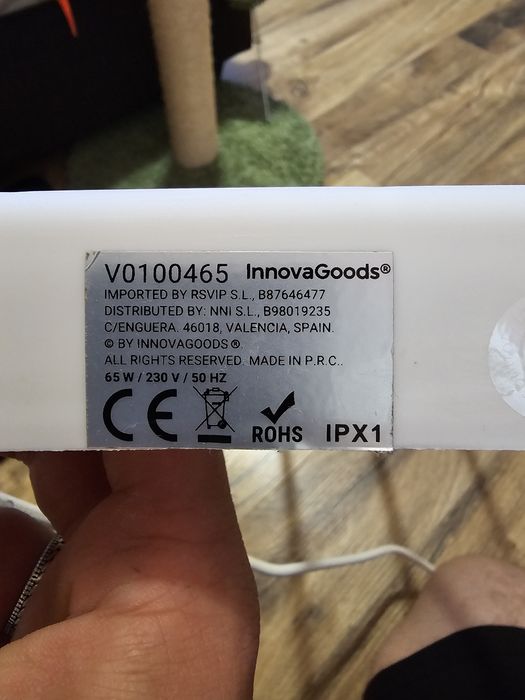 V0100465 InnovaGoods®
IMPORTED BY RSVIP S.L., B87646477
DISTRIBUTED BY: NNI S.L., B98019235
C/ENGUERA. 46018, VALENCIA, SPAIN.
© BY INNOVAGOODS ®.
ALL RIGHTS RESERVED. MADE IN P.R.C..
65 W / 230 V / 50 HZ
CE ROHS IPX1